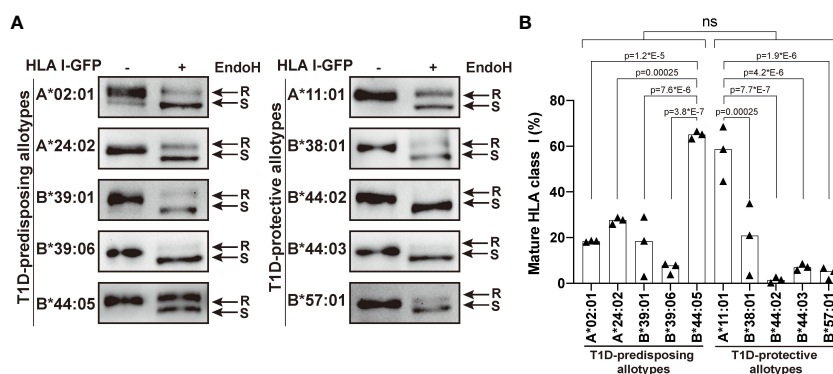 A
HLA I-GFP - + EndoH
T1D-predisposing allotypes
A*02:01 R
S
A*24:02 R
S
B*39:01 R
S
B*39:06 R
S
B*44:05 R
S
HLA I-GFP - + EndoH
T1D-protective allotypes
A*11:01 R
S
B*38:01 R
S
B*44:02 R
S
B*44:03 R
S
B*57:01 R
S
B
ns
p=1.2*E-5 p=1.9*E-6
p=0.00025 p=4.2*E-6
p=7.6*E-6 p=7.7*E-7
p=3.8*E-7 p=0.00025
Mature HLA class I (%)
80
60
40
20
0
A*02:01 A*24:02 B*39:01 B*39:06 B*44:05 A*11:01 B*38:01 B*44:02 B*44:03 B*57:01
T1D-predisposing allotypes
T1D-protective allotypes